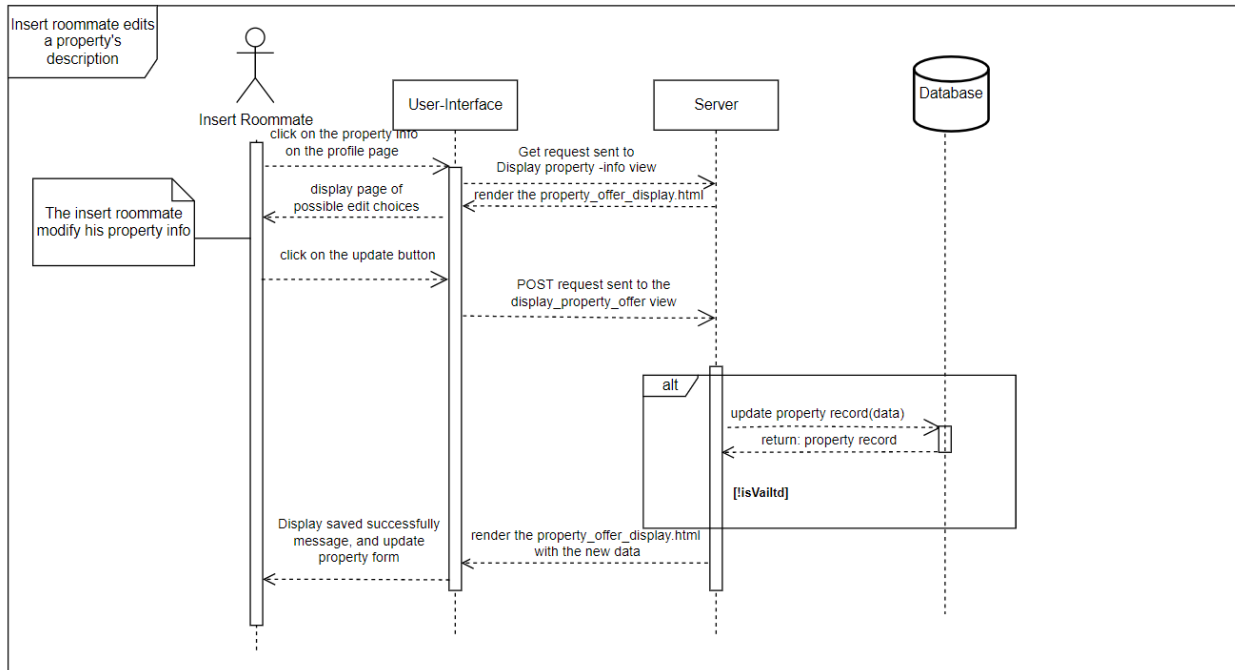 Insert roommate edits
a property's
description
Insert Roommate
User-Interface
Server
Database
click on the property info
on the profile page
Get request sent to
Display property -info view
display page of
possible edit choices
render the property_offer_display.html
The insert roommate
modify his property info
click on the update button
POST request sent to the
display_property_offer view
alt
update property record(data)
return: property record
[!isVailtd]
Display saved successfully
message, and update
property form
render the property_offer_display.html
with the new data